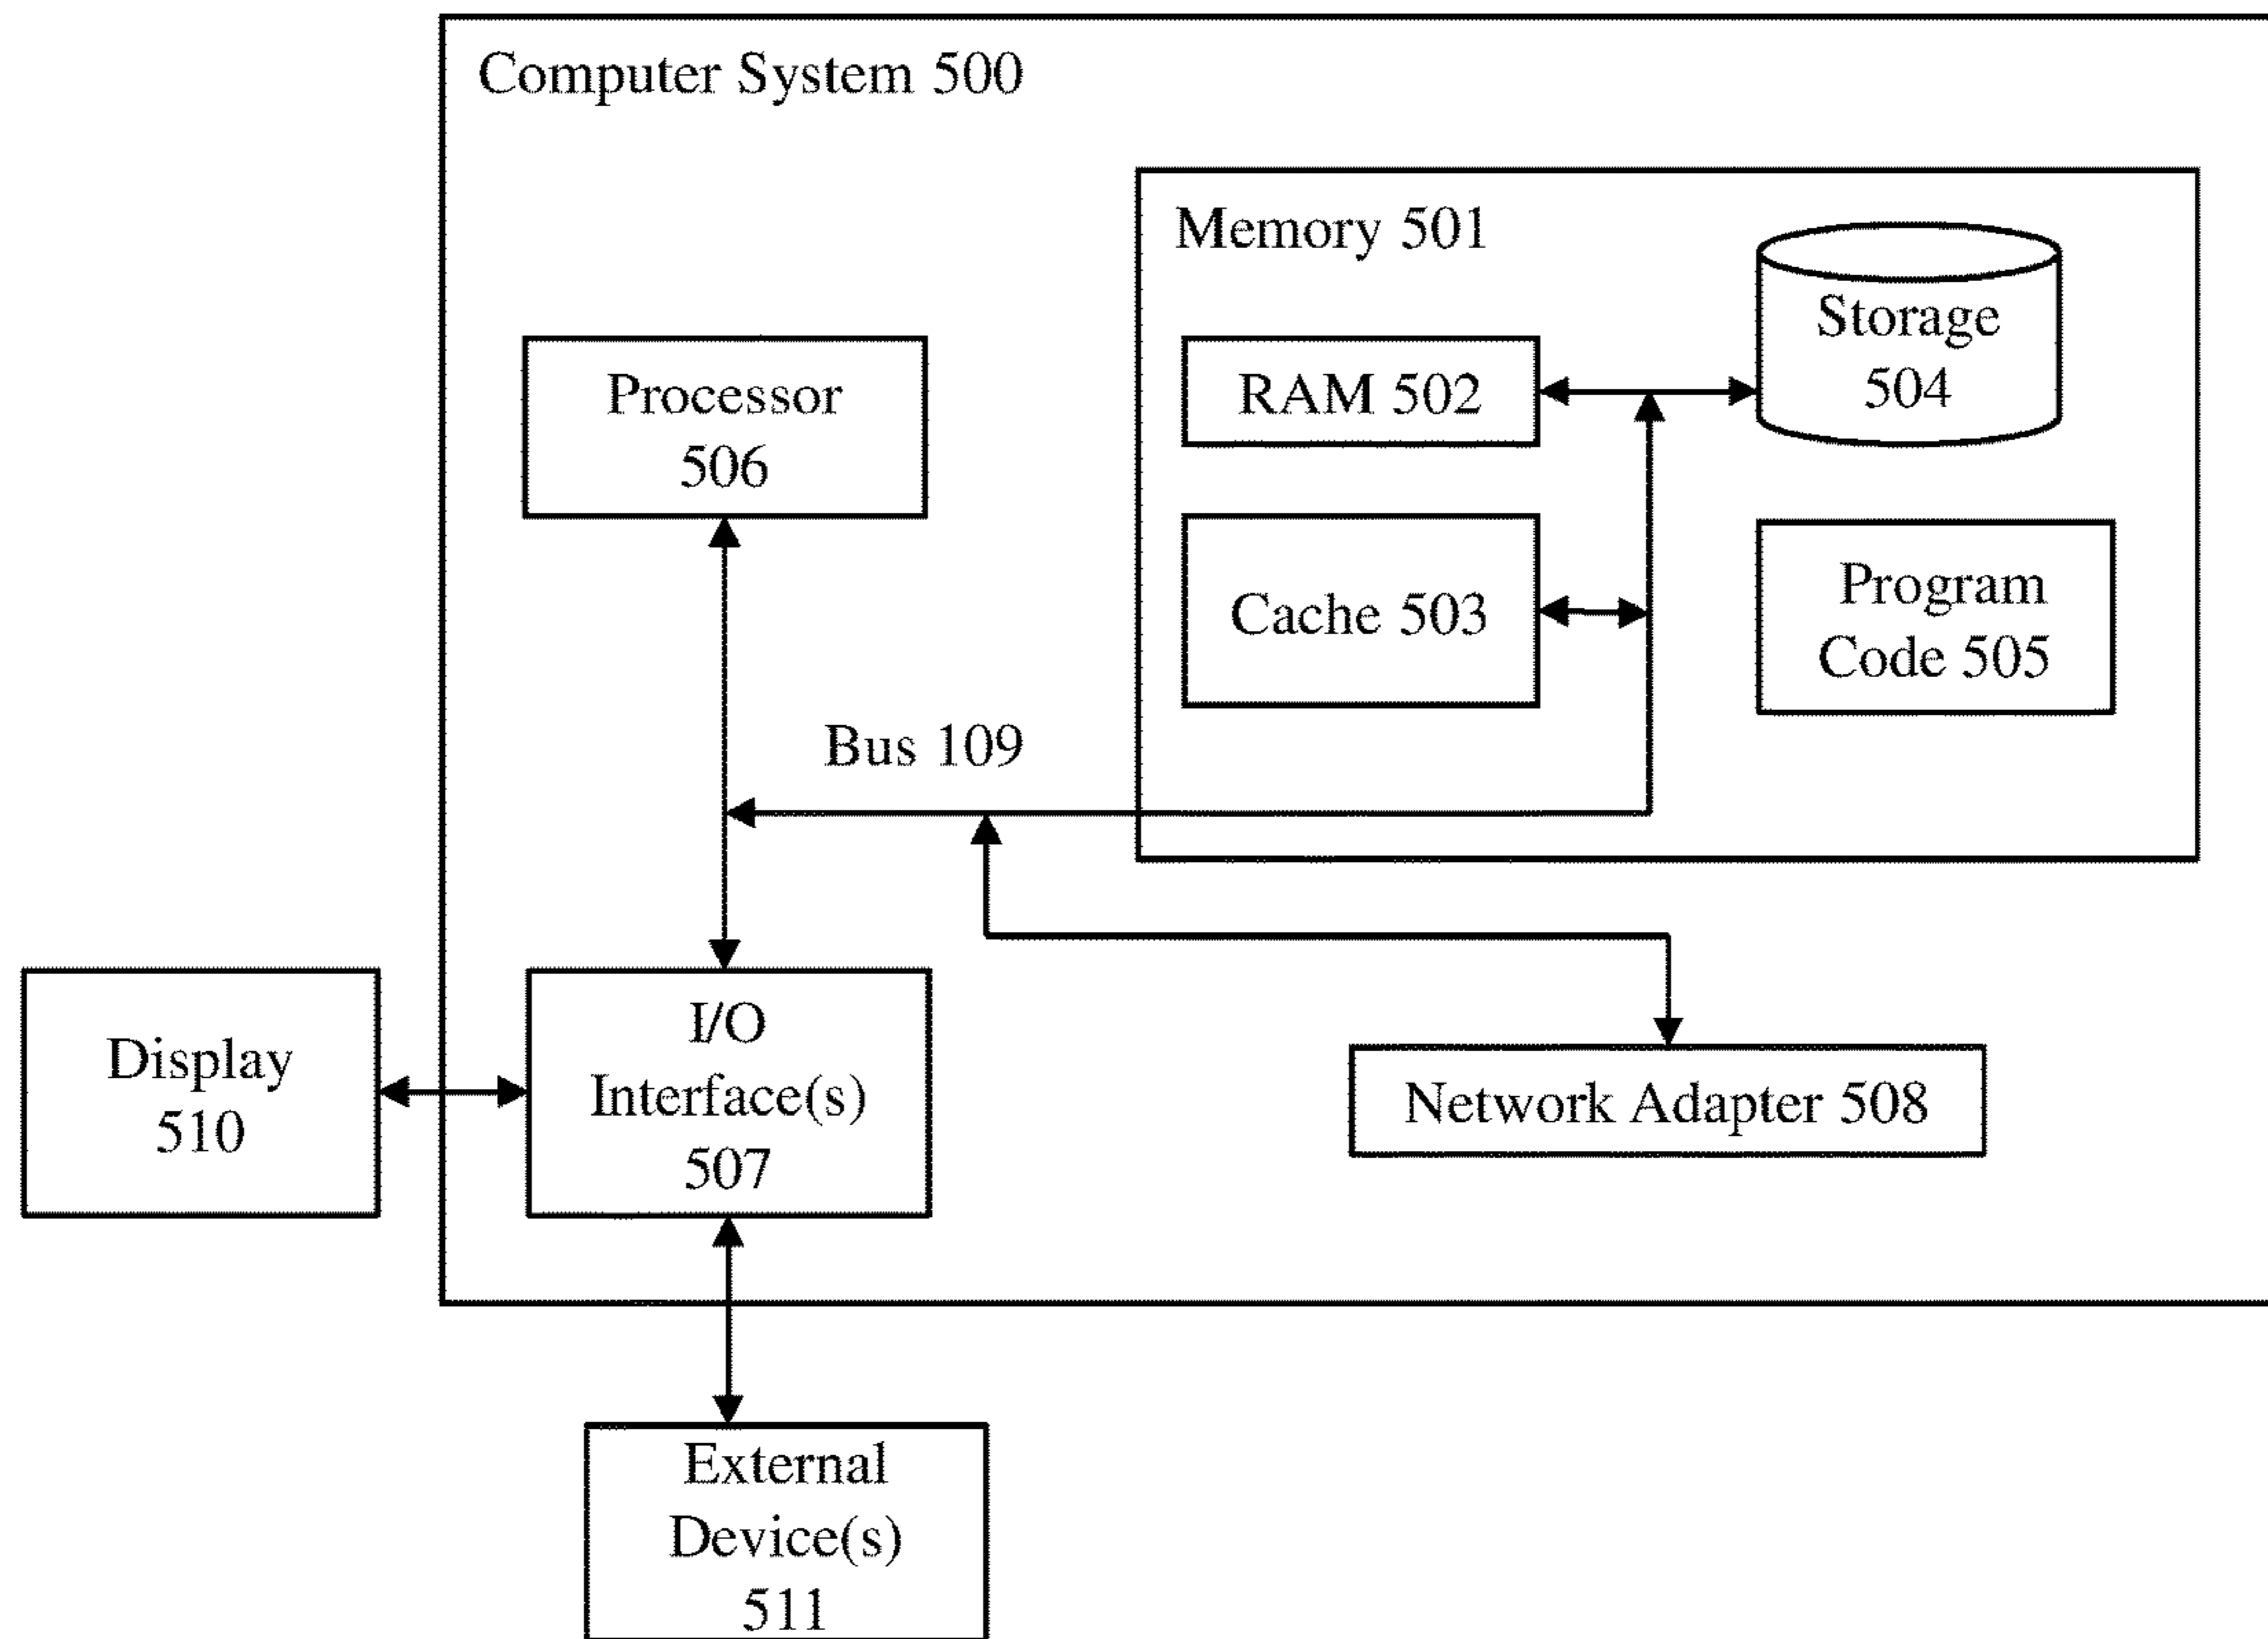 Computer System 500
Memory 501
Storage
504
RAM 502
Processor
506
Cache 503
Program
Code 505
Bus 109
I/O
Interface(s)
507
Display
510
Network Adapter 508
External
Device(s)
511